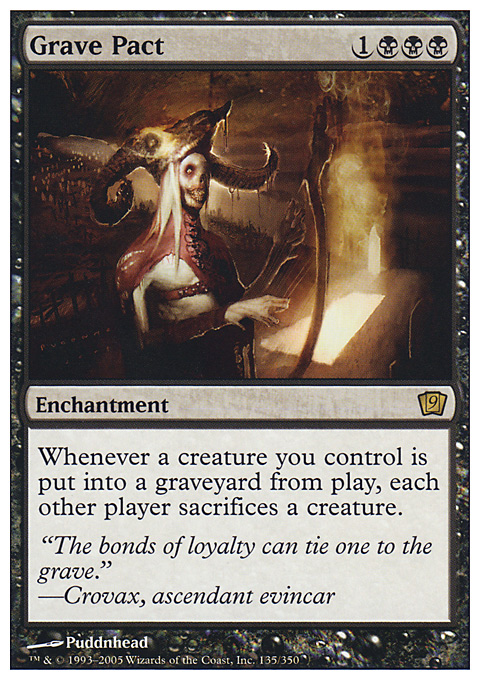 Grave Pact 1
Enchantment 9
Whenever a creature you control is
put into a graveyard from play, each
other player sacrifices a creature.
“The bonds of loyalty can tie one to the
grave.”
—Crovax, ascendant evincar
Puddnhead
™ & © 1993–2005 Wizards of the Coast, Inc. 135/350